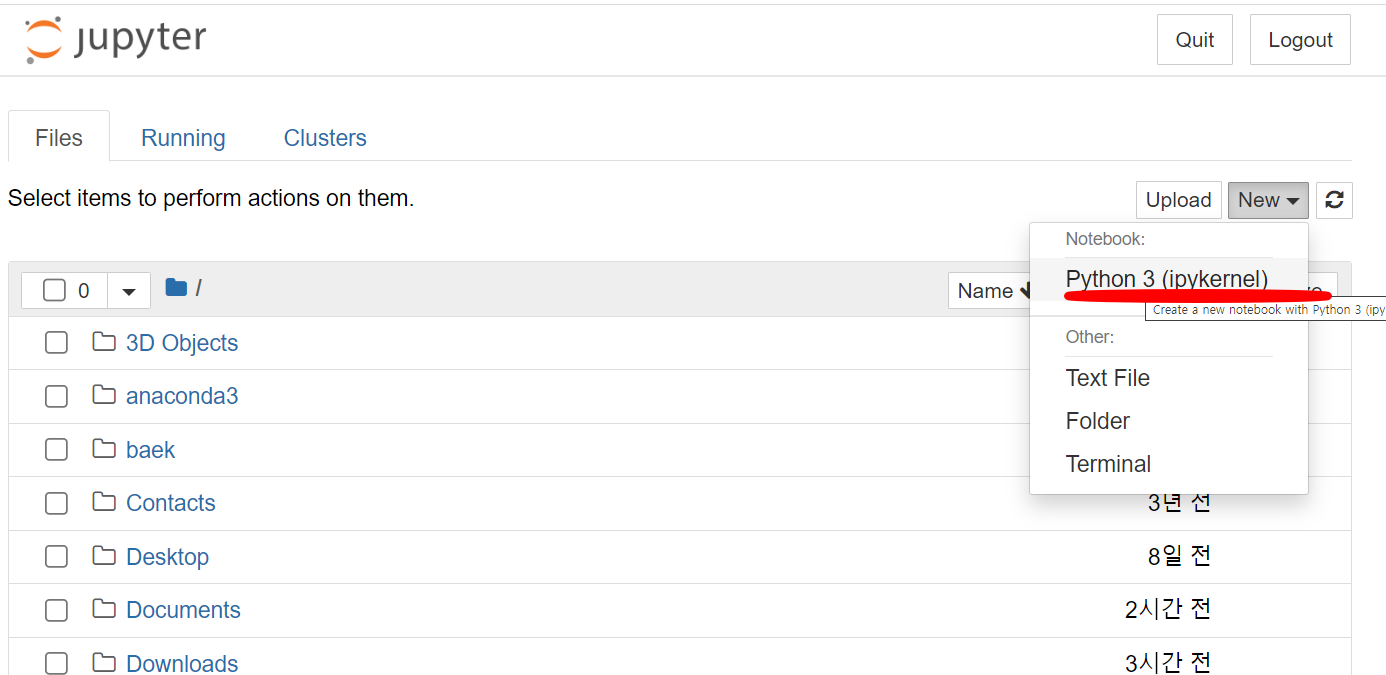 jupyter
Quit Logout
Files Running Clusters
Select items to perform actions on them.
Upload New
Notebook:
Python 3 (ipykernel)
Create a new notebook with Python 3 (ipy
0 / Name
Other:
Text File
Folder
Terminal
3D Objects
anaconda3
baek
Contacts 3년 전
Desktop 8일 전
Documents 2시간 전
Downloads 3시간 전